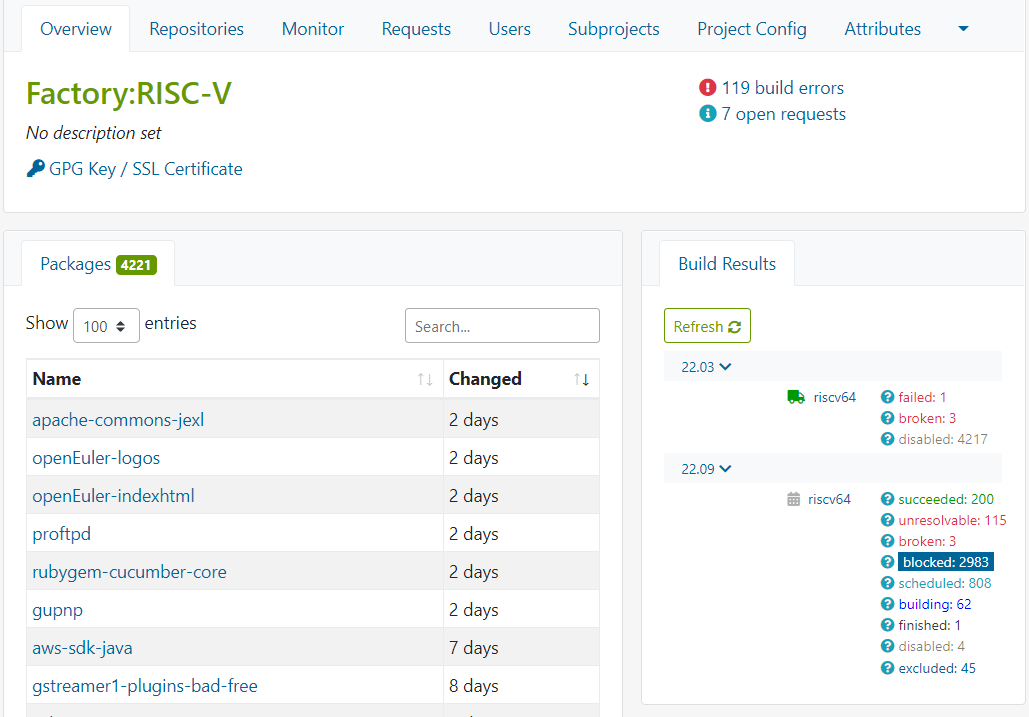 Overview Repositories Monitor Requests Users Subprojects Project Config Attributes
Factory:RISC-V
119 build errors
No description set
7 open requests
GPG Key / SSL Certificate
Packages 4221
Show 100 entries Search...
Name Changed
apache-commons-jexl 2 days
openEuler-logos 2 days
openEuler-indexhtml 2 days
proftpd 2 days
rubygem-cucumber-core 2 days
gupnp 2 days
aws-sdk-java 7 days
gstreamer1-plugins-bad-free 8 days
Build Results
Refresh
22.03
riscv64 failed: 1
broken: 3
disabled: 4217
22.09
riscv64 succeeded: 200
unresolvable: 115
broken: 3
blocked: 2983
scheduled: 808
building: 62
finished: 1
disabled: 4
excluded: 45